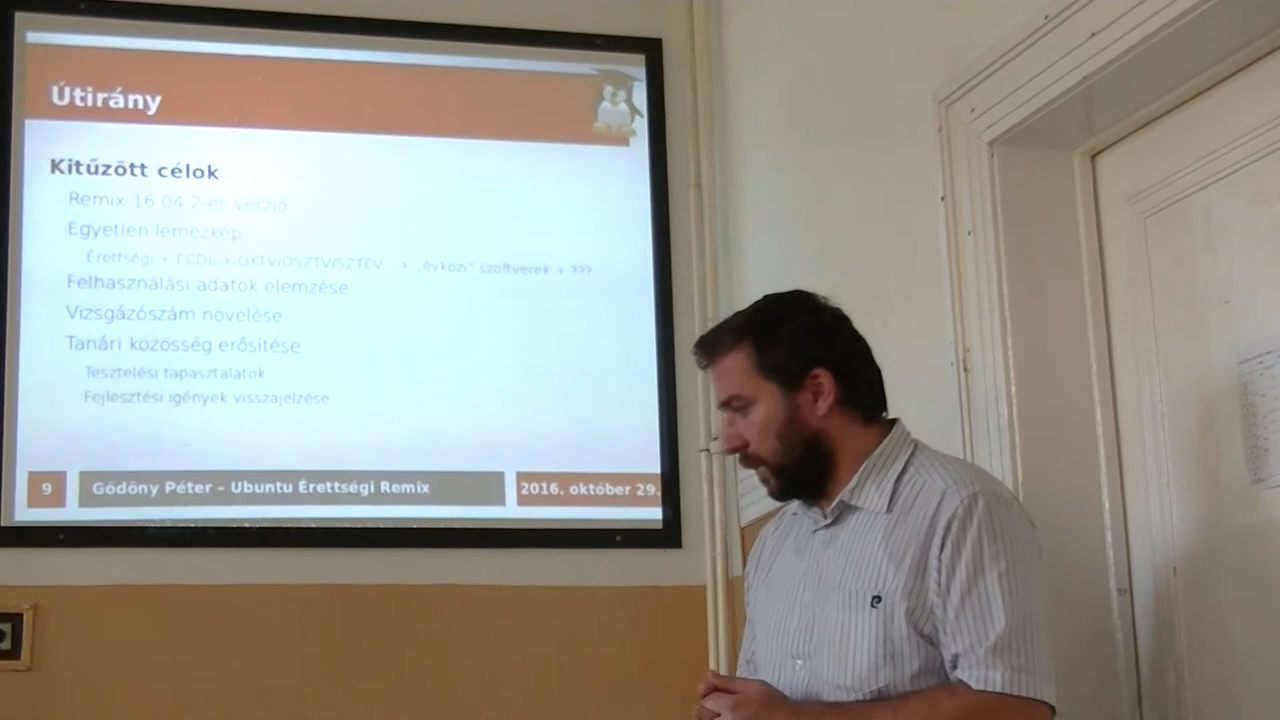 Útirány
Kitűzött célok
Remix 16.04.2-es verzió
Egyetlen lemezkép
Érettségi + ECDL + OKTV/OSZTV/SZTÉV + „évközi" szoftverek + ???
Felhasználási adatok elemzése
Vizsgázószám növelése
Tanári közösség erősítése
Tesztelési tapasztalatok
Fejlesztési igények visszajelzése
9 Gödöny Péter – Ubuntu Érettségi Remix 2016. október 29.